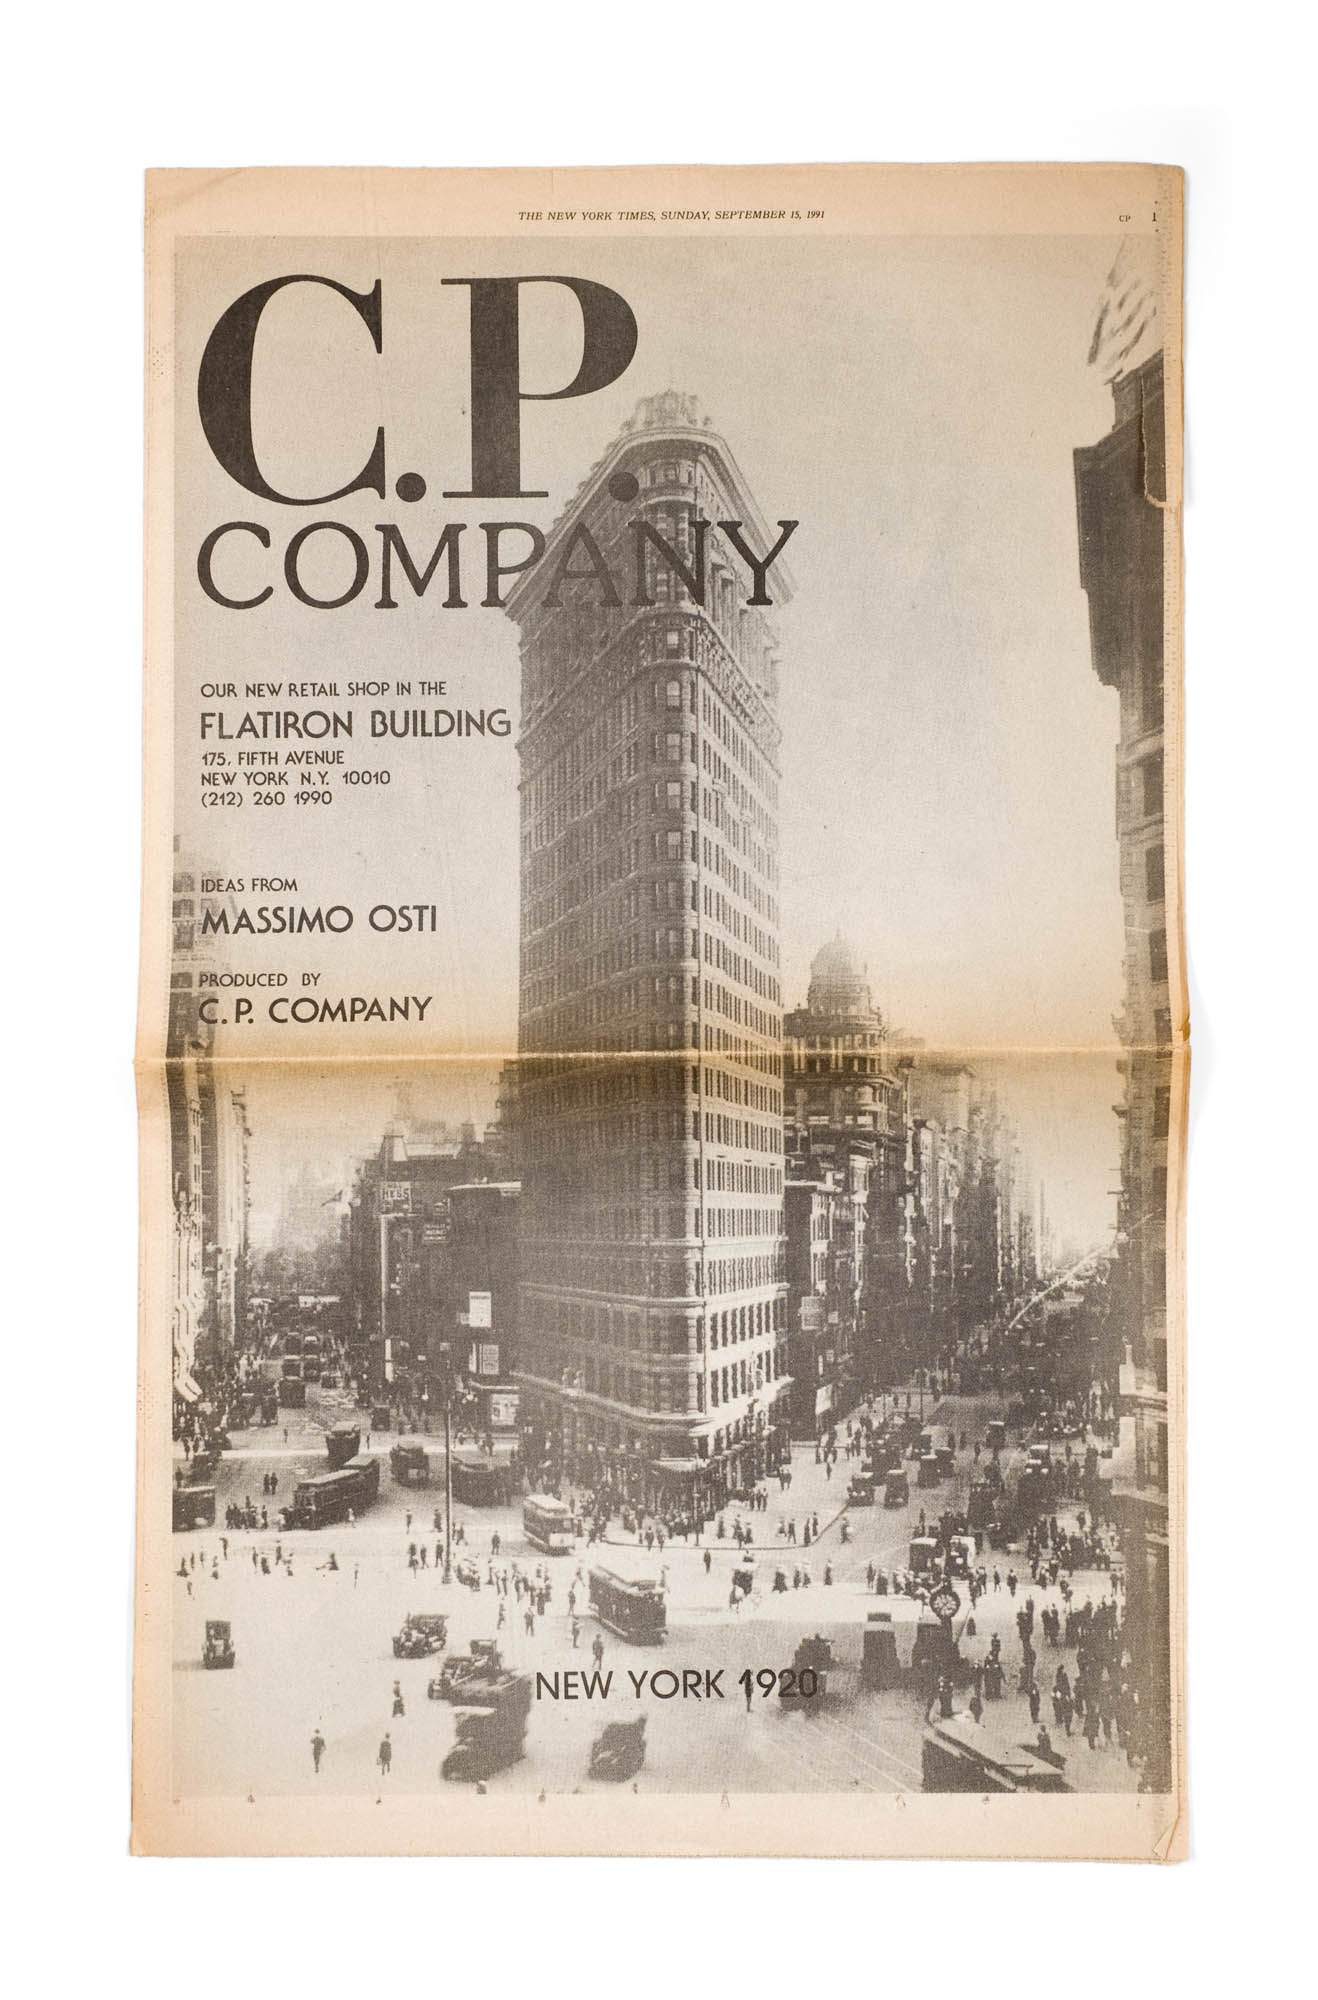 THE NEW YORK TIMES, SUNDAY, SEPTEMBER 15, 1991
CP 1
C.P.
COMPANY
OUR NEW RETAIL SHOP IN THE
FLATIRON BUILDING
175, FIFTH AVENUE
NEW YORK N.Y. 10010
(212) 260 1990
IDEAS FROM
MASSIMO OSTI
PRODUCED BY
C.P. COMPANY
HESS
NEW YORK 1920